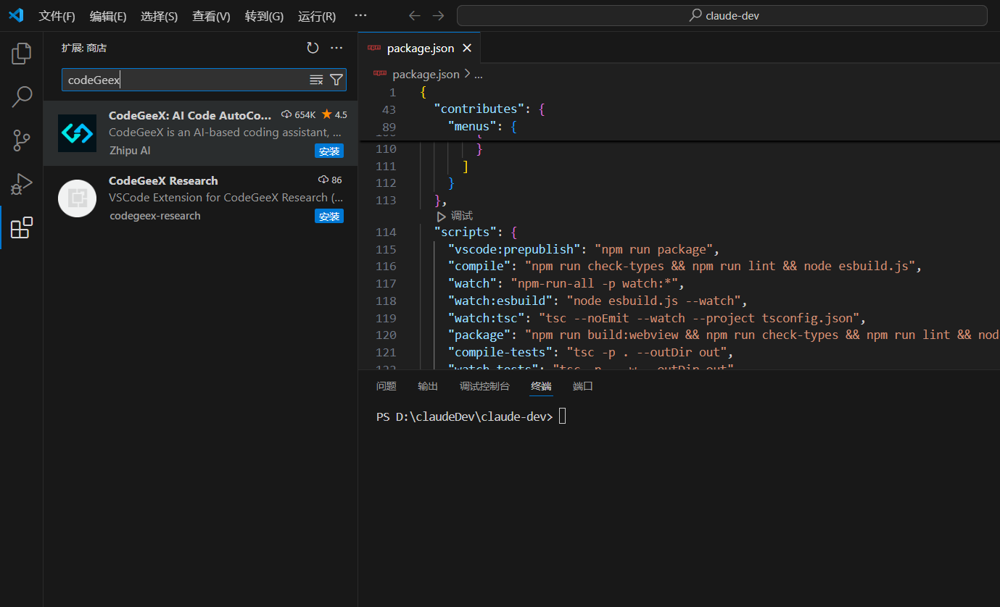 文件(F) 编辑(E) 选择(S) 查看(V) 转到(G) 运行(R) ··· claude-dev
扩展: 商店
codeGeex
CodeGeeX: AI Code AutoCo... 654K 4.5
CodeGeeX is an AI-based coding assistant, ...
Zhipu AI 安装
CodeGeeX Research 86
VSCode Extension for CodeGeeX Research (...
codegeex-research 安装
package.json
package.json > ...
1 {
43 "contributes": {
89 "menus": {
110 }
111 ]
112 }
113 },
调试
114 "scripts": {
115 "vscode:prepublish": "npm run package",
116 "compile": "npm run check-types && npm run lint && node esbuild.js",
117 "watch": "npm-run-all -p watch:*",
118 "watch:esbuild": "node esbuild.js --watch",
119 "watch:tsc": "tsc --noEmit --watch --project tsconfig.json",
120 "package": "npm run build:webview && npm run check-types && npm run lint && nod
121 "compile-tests": "tsc -p . --outDir out",
122 "watch-tests": "tsc -p . -w --outDir out"
问题 输出 调试控制台 终端 端口
PS D:\claudeDev\claude-dev>